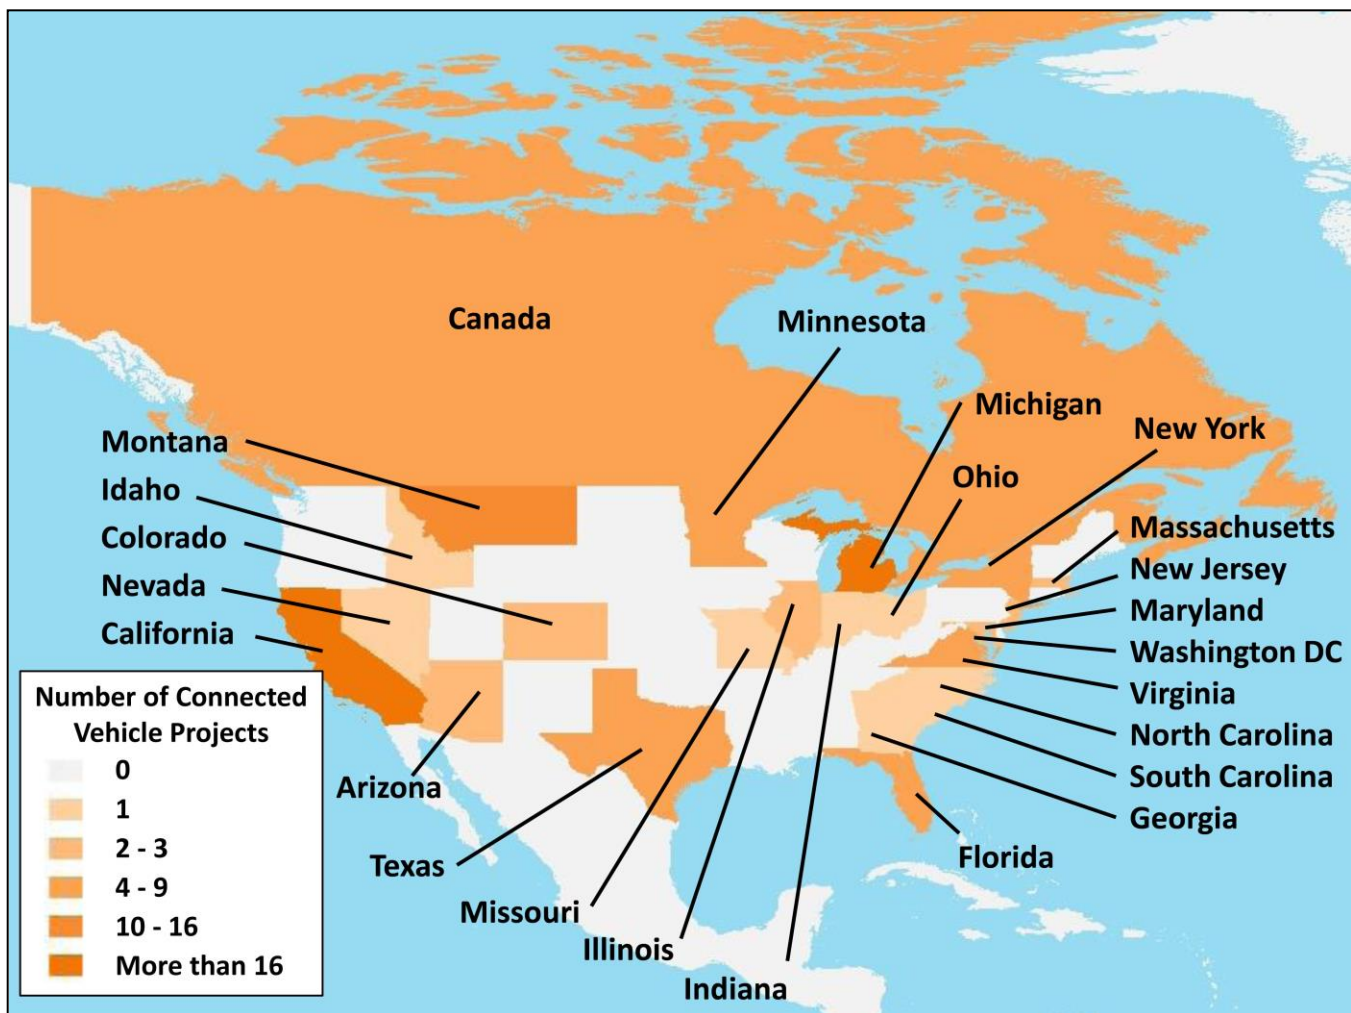 Canada
Minnesota
Michigan
New York
Ohio
Montana
Idaho
Colorado
Nevada
California
Massachusetts
New Jersey
Maryland
Washington DC
Virginia
North Carolina
South Carolina
Georgia
Florida
Arizona
Texas
Missouri
Illinois
Indiana
Number of Connected
Vehicle Projects
0
1
2 - 3
4 - 9
10 - 16
More than 16